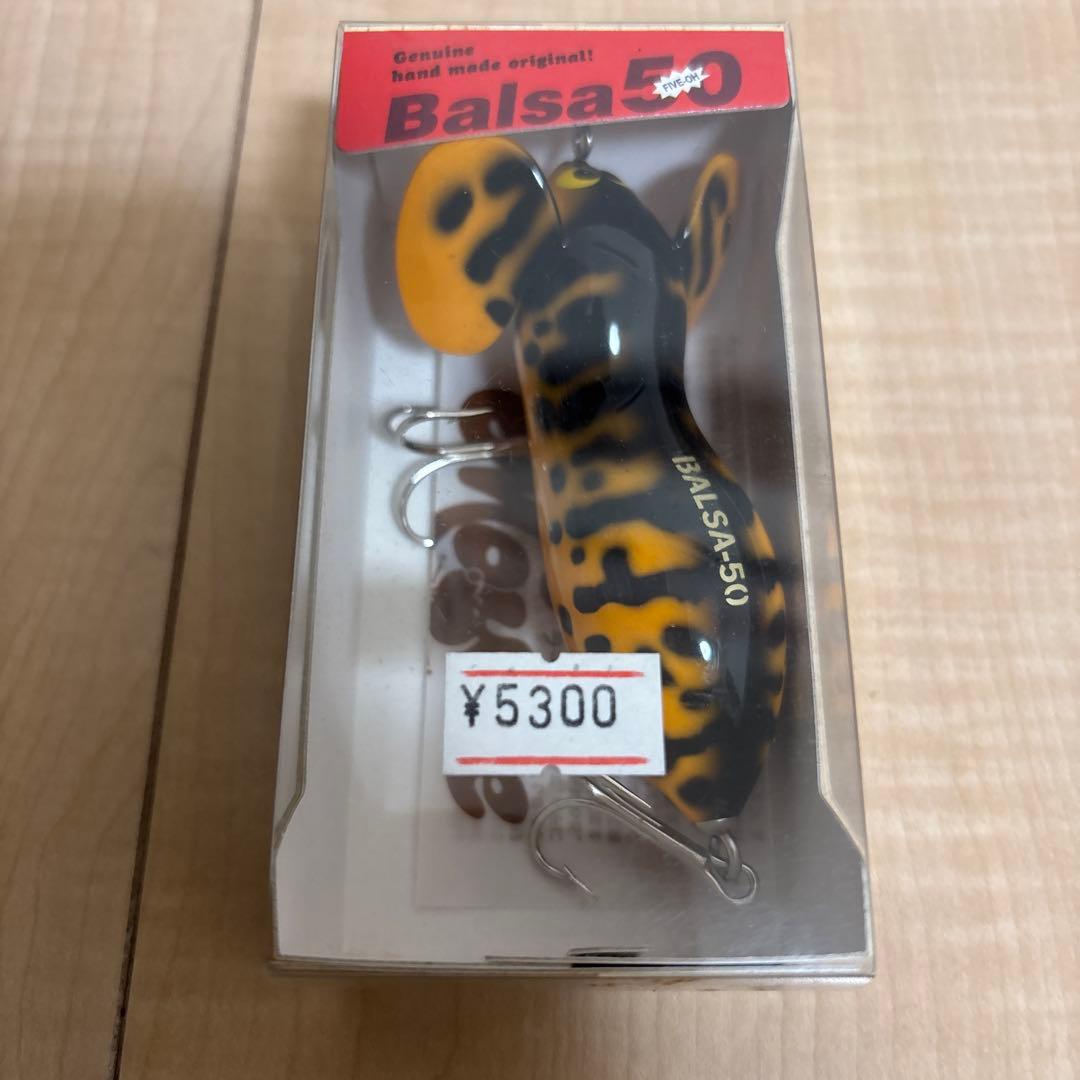 Genuine
hand made original!
Balsa50
FIVE-OH
BALSA-50
¥5300